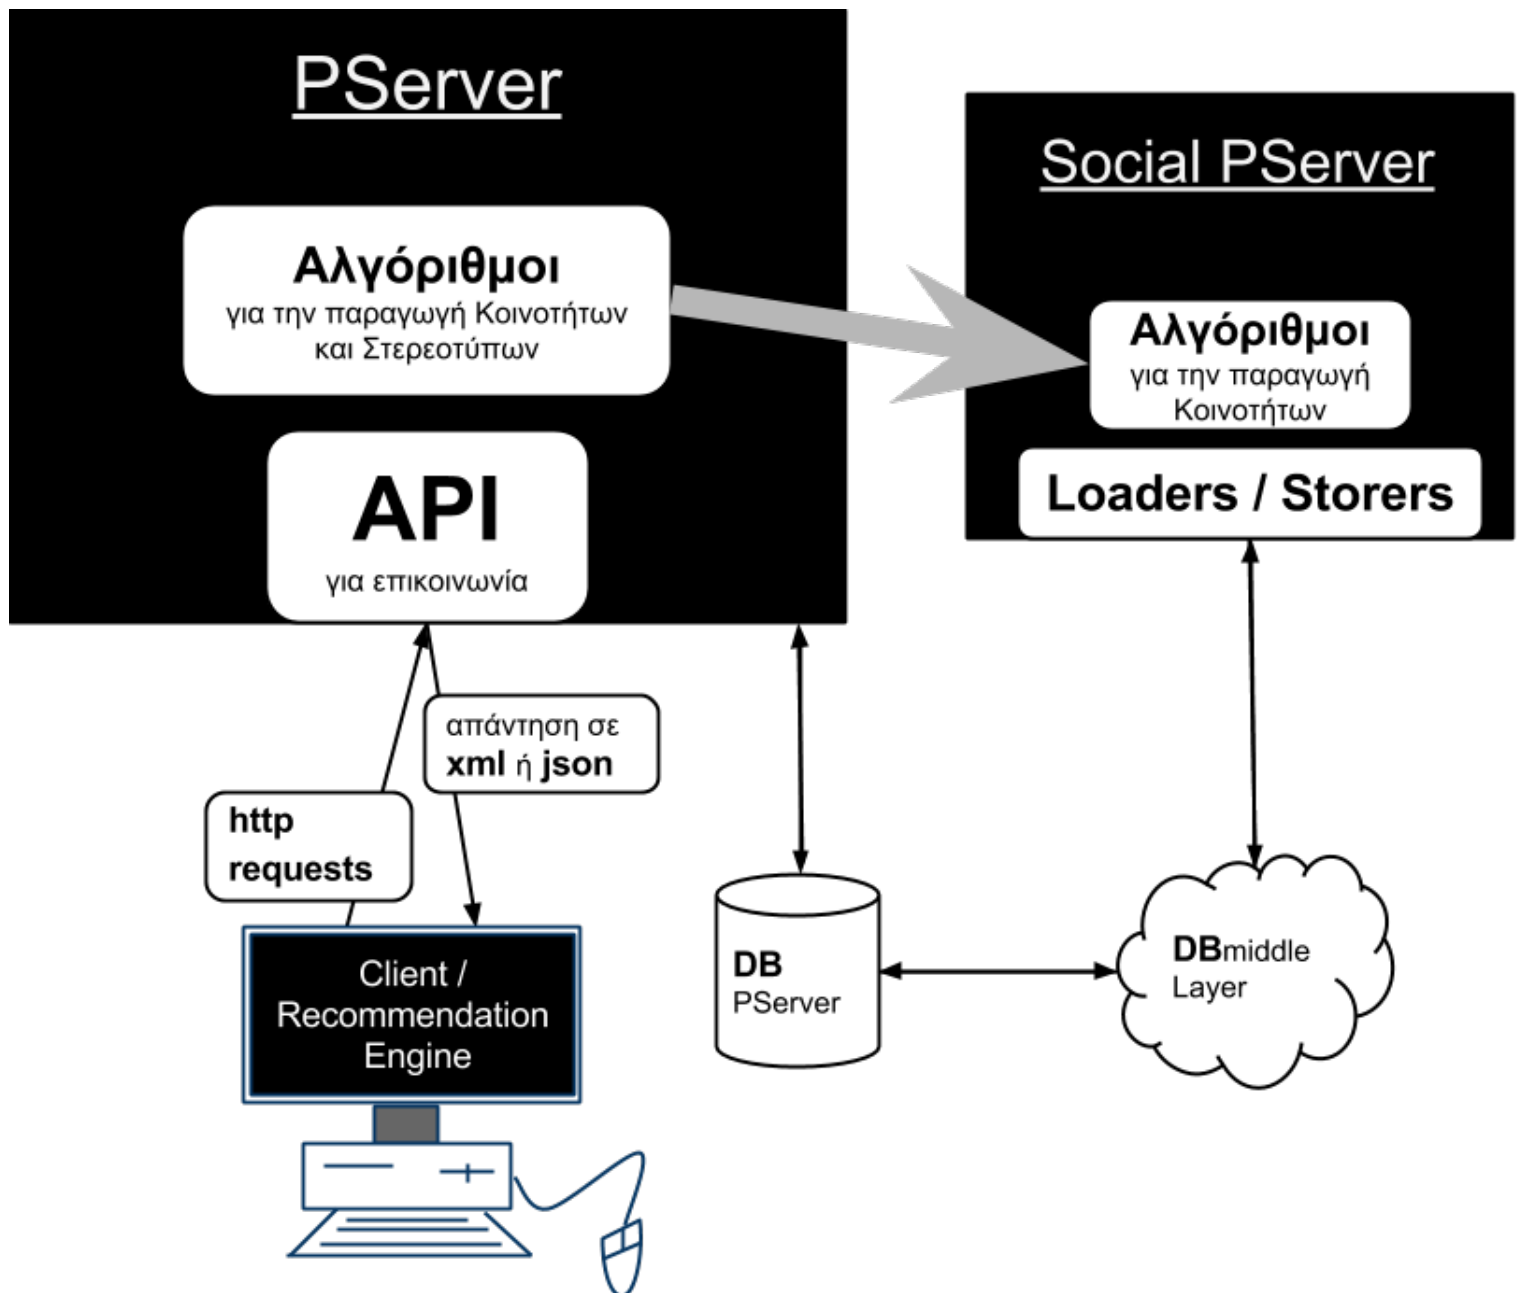 PServer
Αλγόριθμοι
για την παραγωγή Κοινοτήτων
και Στερεοτύπων
API
για επικοινωνία
Social PServer
Αλγόριθμοι
για την παραγωγή
Κοινοτήτων
Loaders / Storers
απάντηση σε
xml ή json
http
requests
Client /
Recommendation
Engine
DB
PServer
DBmiddle
Layer